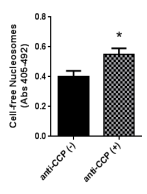 Cell-free Nucleosomes
(Abs 405-492)
0.8
0.6
0.4
0.2
0.0
*
anti-CCP (-)
anti-CCP (+)